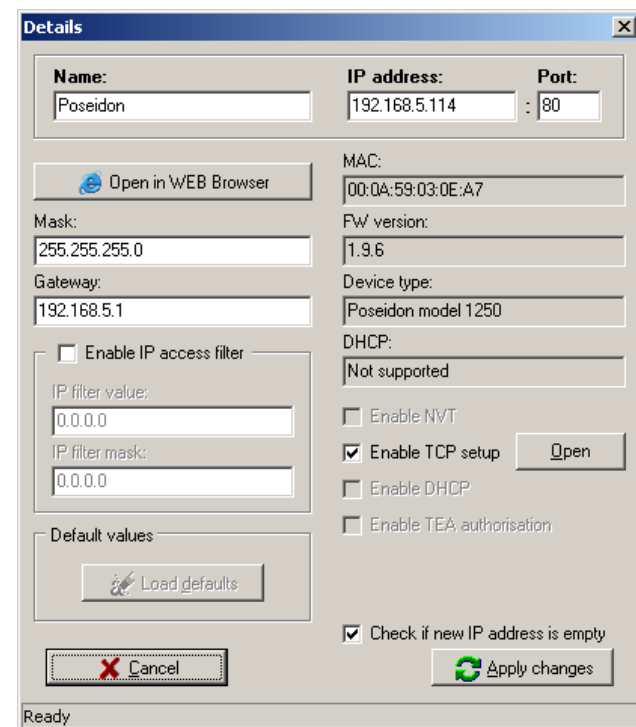 Details
Name:
Poseidon
IP address:
192.168.5.114
Port:
: 80
Open in WEB Browser
Mask:
255.255.255.0
Gateway:
192.168.5.1
Enable IP access filter
IP filter value:
0.0.0.0
IP filter mask:
0.0.0.0
Default values
Load defaults
Cancel
MAC:
00:0A:59:03:0E:A7
FW version:
1.9.6
Device type:
Poseidon model 1250
DHCP:
Not supported
Enable NVT
Enable TCP setup
Open
Enable DHCP
Enable TEA authorisation
Check if new IP address is empty
Apply changes
Ready